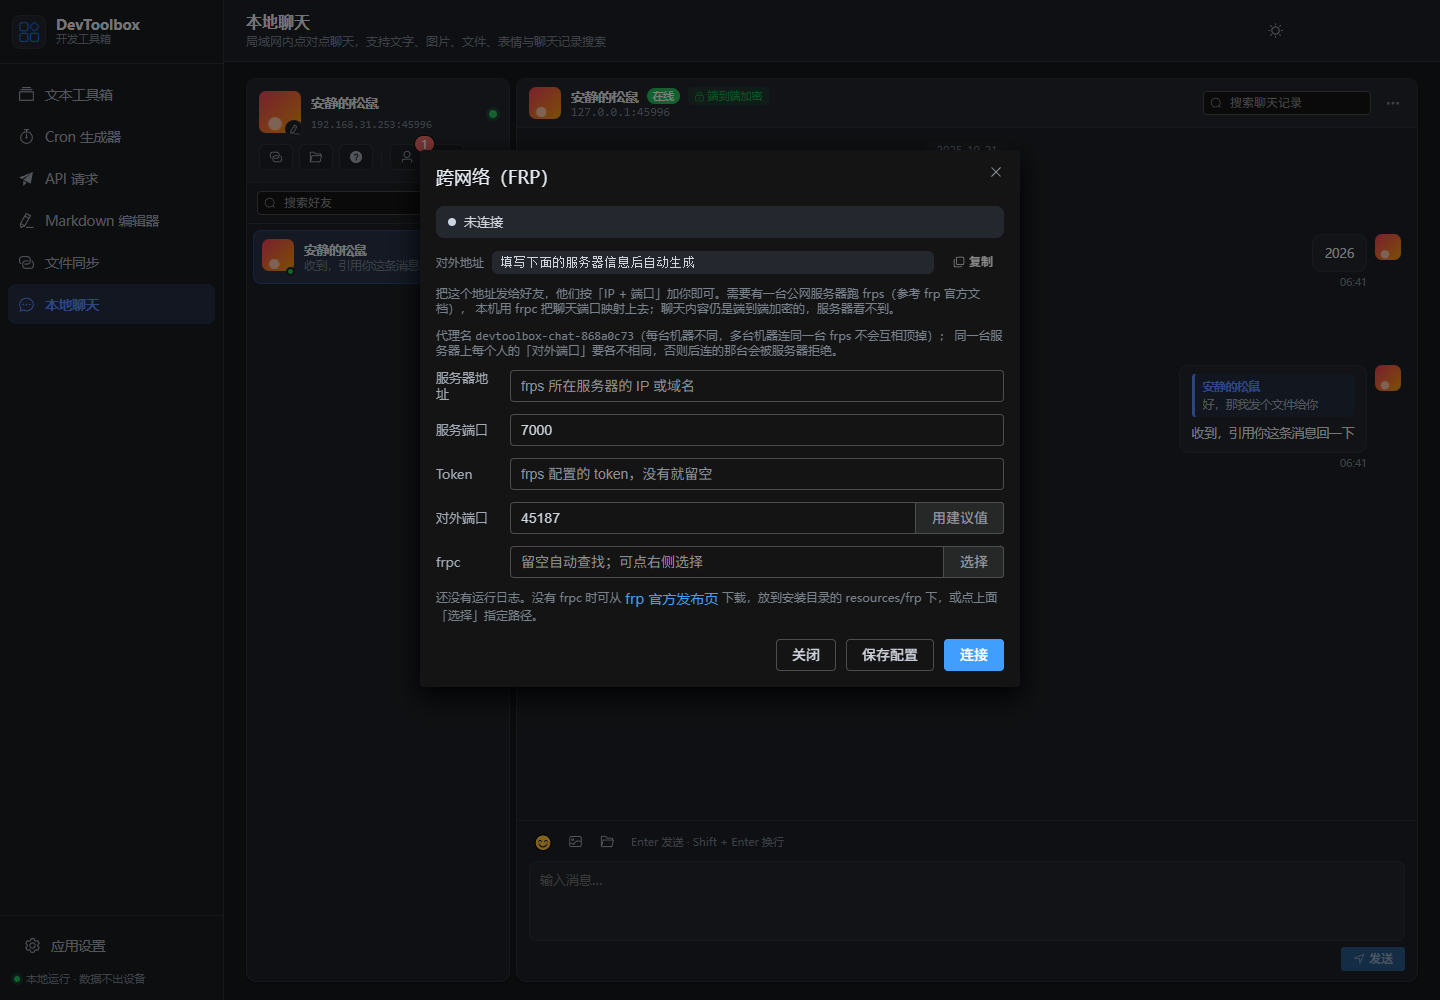 DevToolbox
开发工具箱
文本工具箱
Cron 生成器
API 请求
Markdown 编辑器
文件同步
本地聊天
应用设置
本地运行 · 数据不出设备
本地聊天
局域网内点对点聊天，支持文字、图片、文件、表情与聊天记录搜索
安静的松鼠
192.168.31.253:45996
1
搜索好友
安静的松鼠
收到，引用你这条消息
安静的松鼠 在线 端到端加密
127.0.0.1:45996
搜索聊天记录
2025-10-21
2026
06:41
安静的松鼠
好，那我发个文件给你
收到，引用你这条消息回一下
06:41
跨网络（FRP）
未连接
对外地址 填写下面的服务器信息后自动生成 复制
把这个地址发给好友，他们按「IP + 端口」加你即可。需要有一台公网服务器跑 frps（参考 frp 官方文
档），本机用 frpc 把聊天端口映射上去；聊天内容仍是端到端加密的，服务器看不到。
代理名 devtoolbox-chat-868a0c73（每台机器不同，多台机器连同一台 frps 不会互相顶掉）；同一台服
务器上每个人的「对外端口」要各不相同，否则后连的那台会被服务器拒绝。
服务器地
址
frps 所在服务器的 IP 或域名
服务端口 7000
Token frps 配置的 token，没有就留空
对外端口 45187 用建议值
frpc 留空自动查找；可点右侧选择 选择
还没有运行日志。没有 frpc 时可从 frp 官方发布页 下载，放到安装目录的 resources/frp 下，或点上面
「选择」指定路径。
关闭 保存配置 连接
Enter 发送 · Shift + Enter 换行
输入消息...
发送